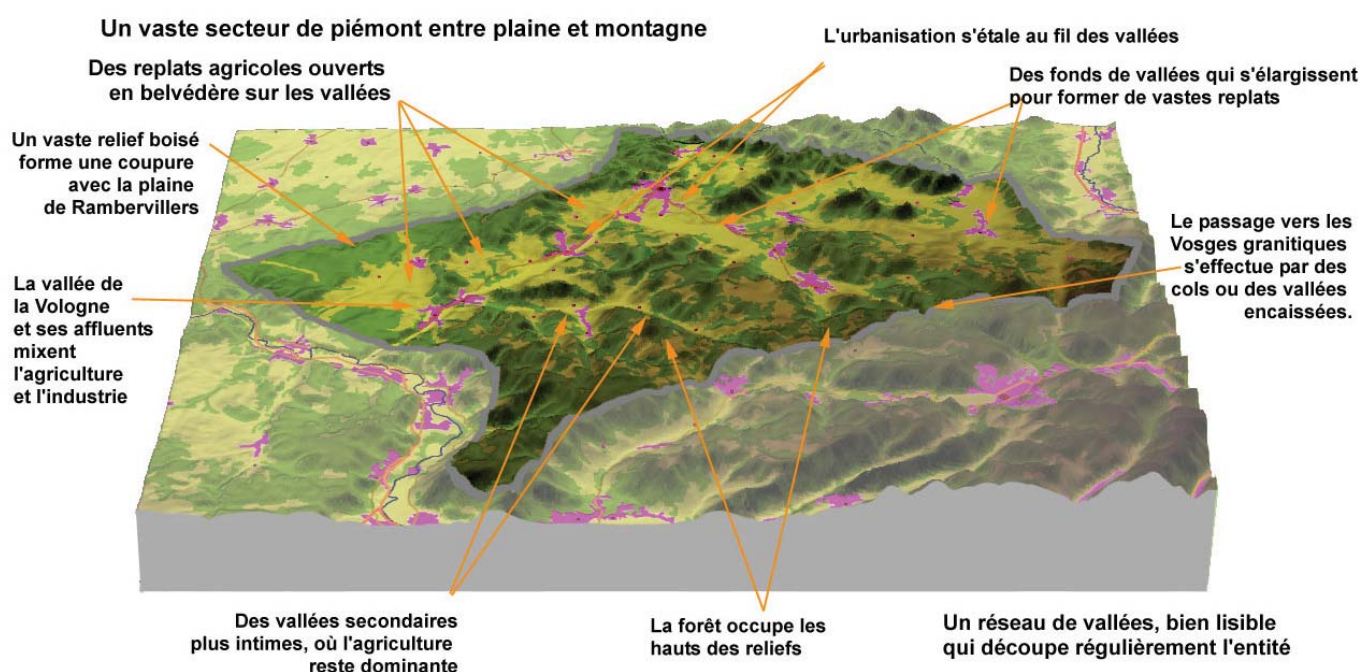 Un vaste secteur de piémont entre plaine et montagne
L'urbanisation s'étale au fil des vallées
Des replats agricoles ouverts
en belvédère sur les vallées
Des fonds de vallées qui s'élargissent
pour former de vastes replats
Un vaste relief boisé
forme une coupure
avec la plaine
de Rambervillers
Le passage vers les
Vosges granitiques
s'effectue par des
cols ou des vallées
encaissées.
La vallée de
la Vologne
et ses affluents
mixent
l'agriculture
et l'industrie
Des vallées secondaires
plus intimes, où l'agriculture
reste dominante
La forêt occupe les
hauts des reliefs
Un réseau de vallées, bien lisible
qui découpe régulièrement l'entité